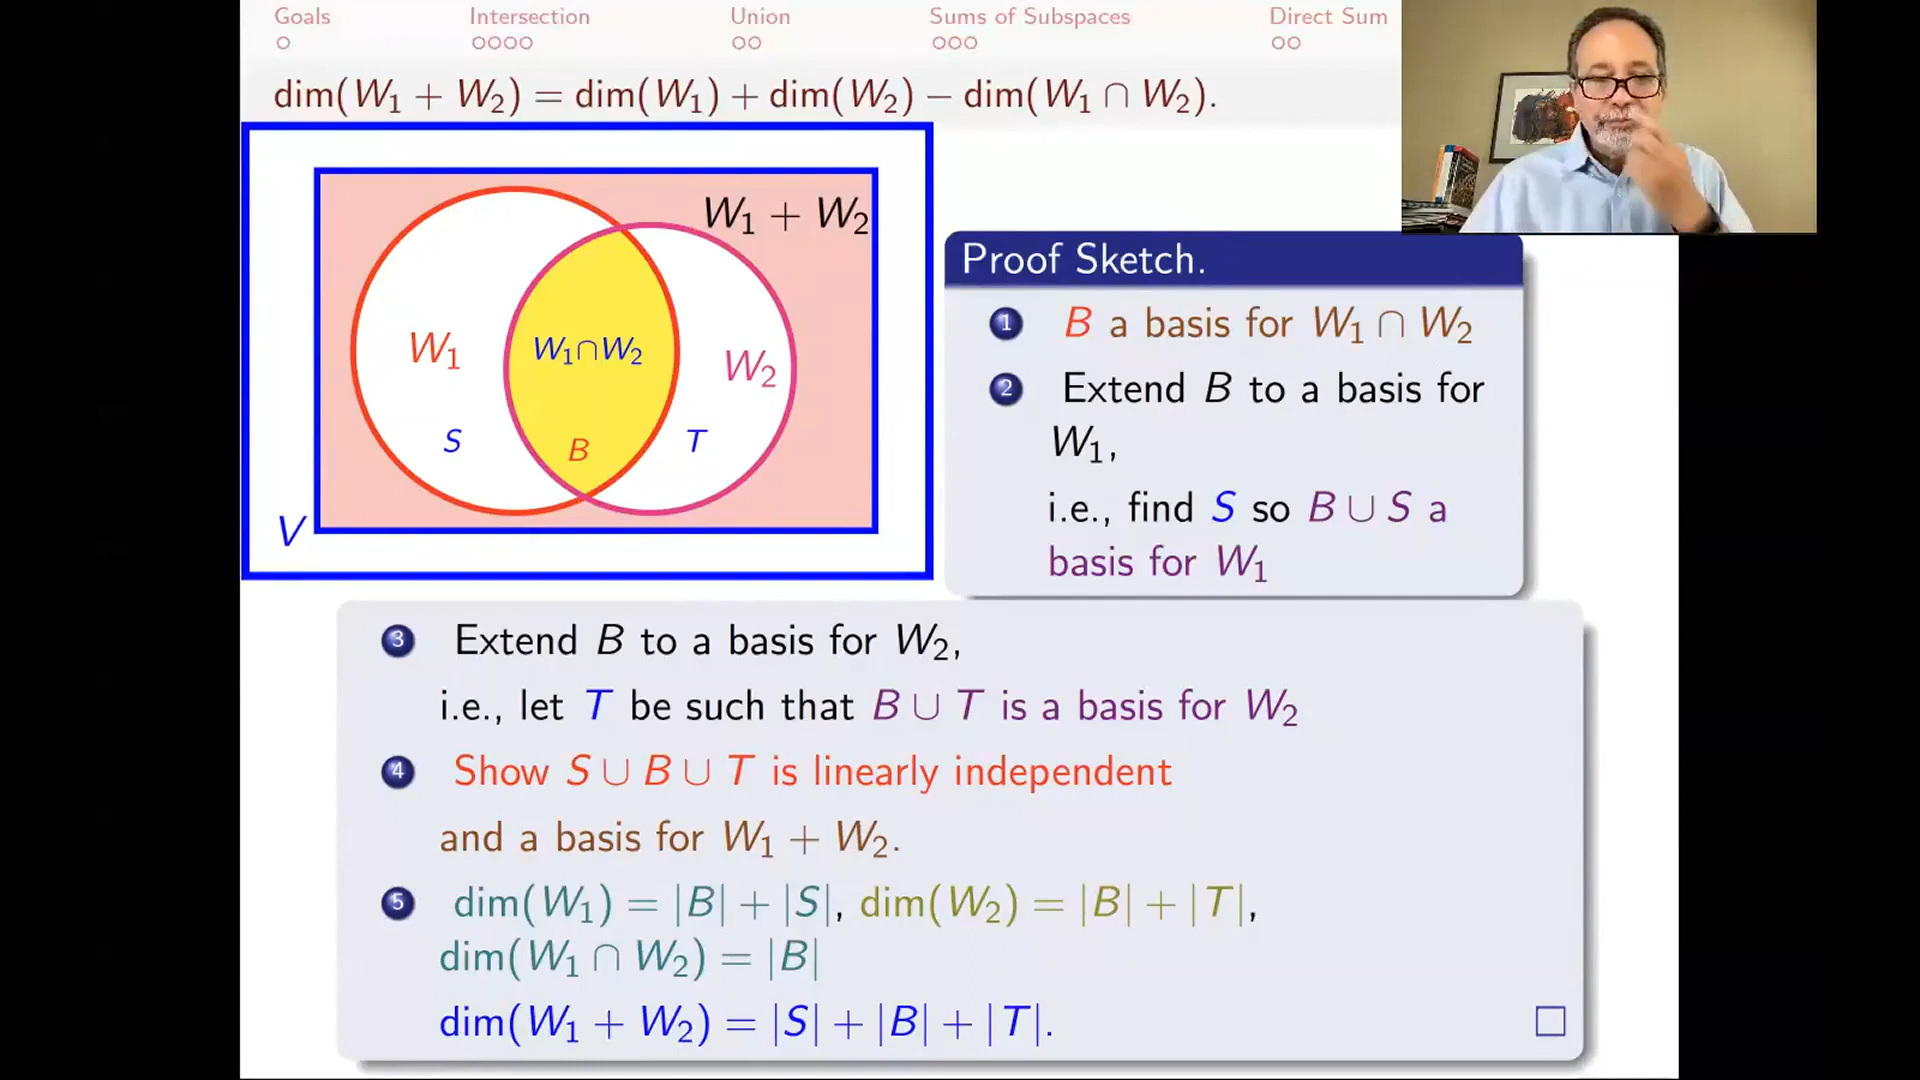 Goals Intersection Union Sums of Subspaces Direct Sum
dim(W₁ + W₂) = dim(W₁) + dim(W₂) − dim(W₁ ∩ W₂).
W₁ + W₂
W₁
W₁∩W₂
W₂
S
B
T
V
Proof Sketch.
1 B a basis for W₁ ∩ W₂
2 Extend B to a basis for
W₁,
i.e., find S so B ∪ S a
basis for W₁
3 Extend B to a basis for W₂,
i.e., let T be such that B ∪ T is a basis for W₂
4 Show S ∪ B ∪ T is linearly independent
and a basis for W₁ + W₂.
5 dim(W₁) = |B| + |S|, dim(W₂) = |B| + |T|,
dim(W₁ ∩ W₂) = |B|
dim(W₁ + W₂) = |S| + |B| + |T|. □